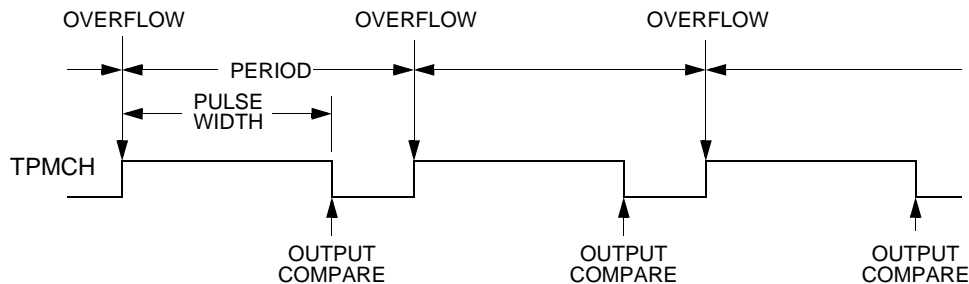 OVERFLOW OVERFLOW OVERFLOW
PERIOD
PULSE
WIDTH
TPMCH
OUTPUT
COMPARE
OUTPUT
COMPARE
OUTPUT
COMPARE